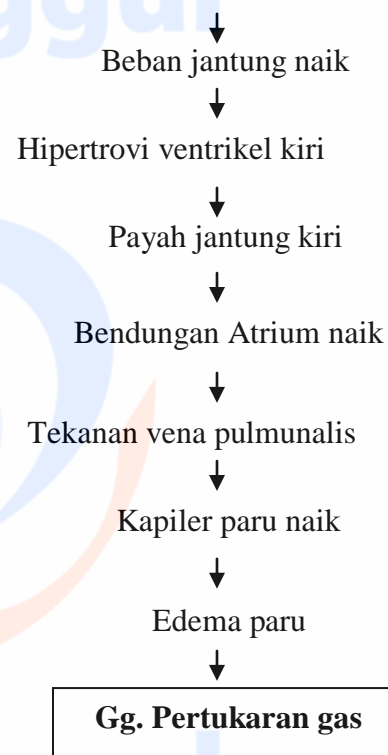 Beban jantung naik
Hipertrovi ventrikel kiri
Payah jantung kiri
Bendungan Atrium naik
Tekanan vena pulmunalis
Kapiler paru naik
Edema paru
Gg. Pertukaran gas